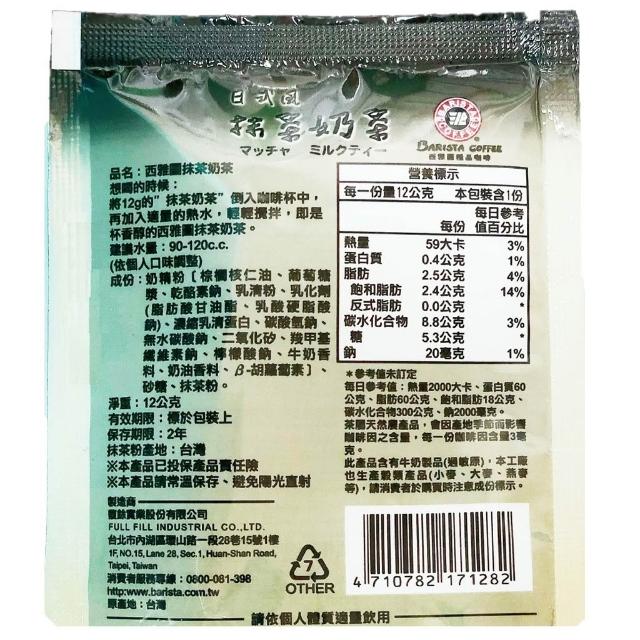 日式風
抹茶奶茶
マッチャ ミルクティー
BARISTA COFFEE
BARISTA COFFEE
西雅圖極品咖啡
品名：西雅圖抹茶奶茶
想喝的時候：
將12g的"抹茶奶茶"倒入咖啡杯中，
再加入適量的熱水，輕輕攪拌，即是
一杯香醇的西雅圖抹茶奶茶。
建議水量：90-120c.c.
(依個人口味調整)
成份：奶精粉〔棕櫚核仁油、葡萄糖
漿、乾酪素鈉、乳清粉、乳化劑
(脂肪酸甘油酯、乳酸硬脂酸
鈉)、濃縮乳清蛋白、碳酸氫鈉、
無水碳酸鈉、二氧化矽、羧甲基
纖維素鈉、檸檬酸鈉、牛奶香
料、奶油香料、β-胡蘿蔔素〕、
砂糖、抹茶粉。
淨重：12公克
有效期限：標於包裝上
保存期限：2年
抹茶粉產地：台灣
※本產品已投保產品責任險
※本產品請常溫保存、避免陽光直射
製造商
馥餘實業股份有限公司
FULL FILL INDUSTRIAL CO.,LTD.
台北市內湖區環山路一段28巷15號1樓
1F, NO.15, Lane 28, Sec.1, Huan-Shan Road,
Taipei, Taiwan
消費者服務專線：0800-081-398
http:www.barista.com.tw
原產地：台灣
營養標示
每一份量12公克 本包裝含1份
每日參考
每份 值百分比
熱量 59大卡 3%
蛋白質 0.4公克 1%
脂肪 2.5公克 4%
飽和脂肪 2.4公克 14%
反式脂肪 0.0公克 *
碳水化合物 8.8公克 3%
糖 5.3公克 *
鈉 20毫克 1%
*參考值未訂定
每日參考值：熱量2000大卡、蛋白質60
公克、脂肪60公克、飽和脂肪18公克、
碳水化合物300公克、鈉2000毫克。
茶屬天然農產品，會因產地季節而影響
咖啡因之含量，每一份咖啡因含量3毫
克。
此產品含有牛奶製品(過敏原)，本工廠
也生產穀類產品(小麥、大麥、燕麥
等)，請消費者於購買時注意成份標示。
7
OTHER
4 710782 171282
請依個人體質適量飲用